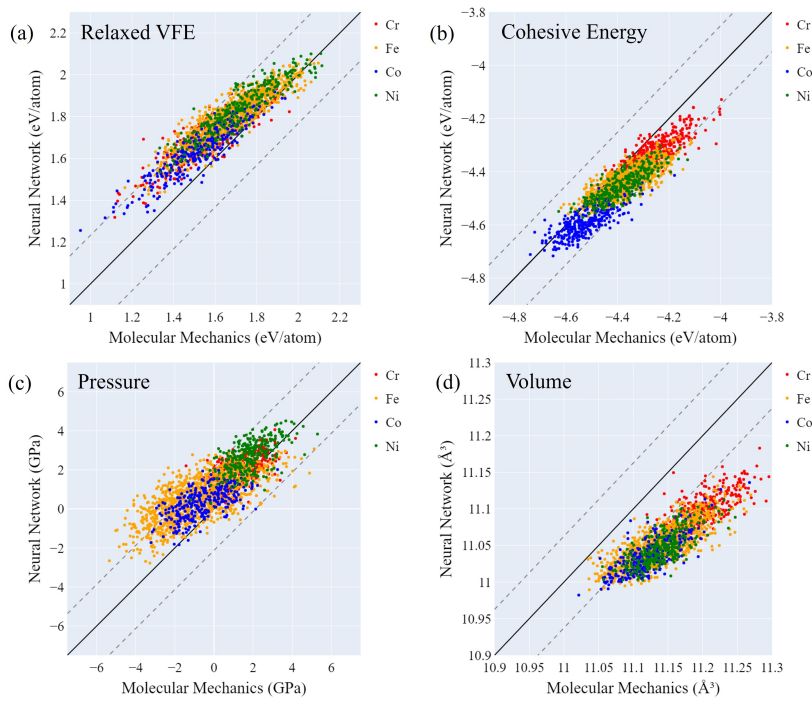 (a)
Relaxed VFE
Cr
Fe
Co
Ni
2.2
2
1.8
1.6
1.4
1.2
1
Neural Network (eV/atom)
1
1.2
1.4
1.6
1.8
2
2.2
Molecular Mechanics (eV/atom)
(b)
Cohesive Energy
Cr
Fe
Co
Ni
−3.8
−4
−4.2
−4.4
−4.6
−4.8
Neural Network (eV/atom)
−4.8
−4.6
−4.4
−4.2
−4
−3.8
Molecular Mechanics (eV/atom)
(c)
Pressure
Cr
Fe
Co
Ni
6
4
2
0
−2
−4
−6
Neural Network (GPa)
−6
−4
−2
0
2
4
6
Molecular Mechanics (GPa)
(d)
Volume
Cr
Fe
Co
Ni
11.3
11.25
11.2
11.15
11.1
11.05
11
10.95
10.9
Neural Network (Å³)
10.9
10.95
11
11.05
11.1
11.15
11.2
11.25
11.3
Molecular Mechanics (Å³)